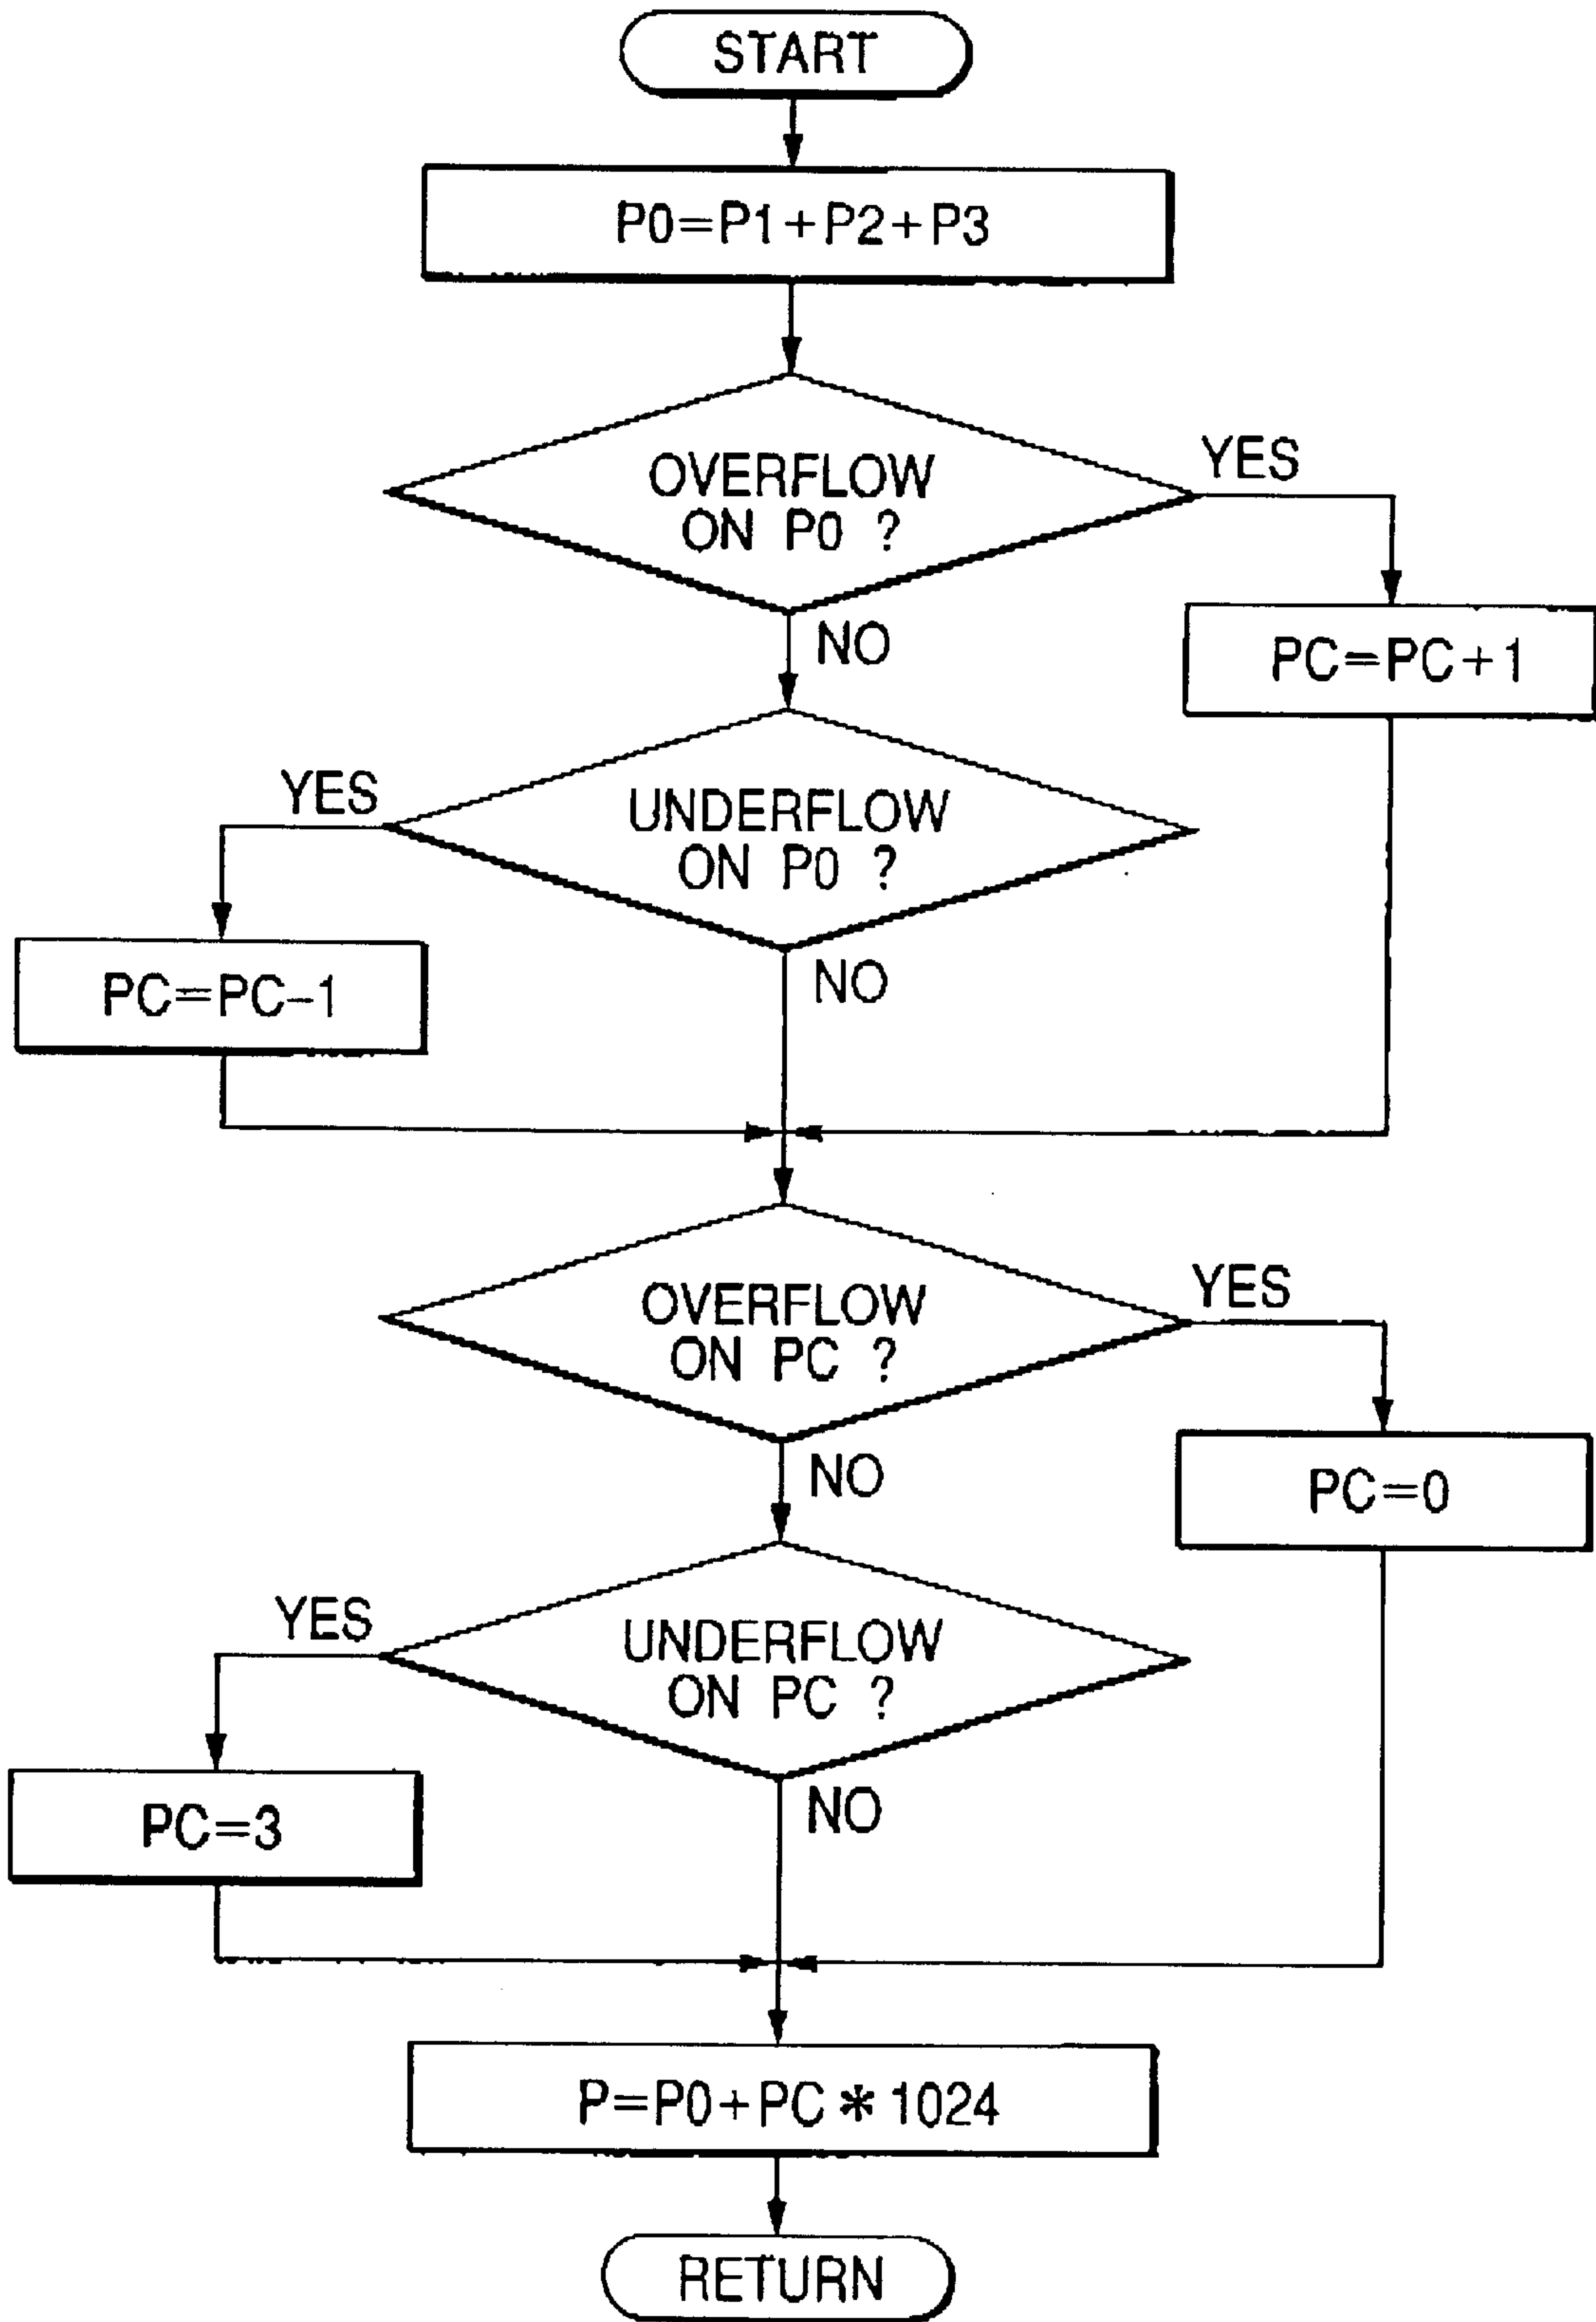 START
P0=P1+P2+P3
OVERFLOW
ON P0 ?
YES
NO
PC=PC+1
UNDERFLOW
ON P0 ?
YES
NO
PC=PC-1
OVERFLOW
ON PC ?
YES
NO
PC=0
UNDERFLOW
ON PC ?
YES
NO
PC=3
P=P0+PC * 1024
RETURN